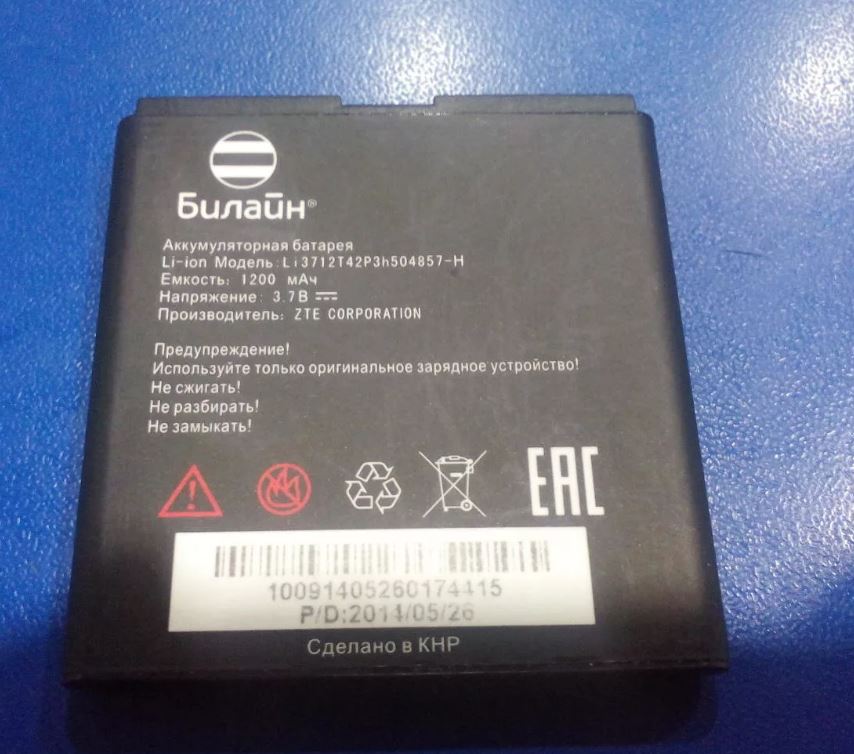 Билайн®
Аккумуляторная батарея
Li-ion Модель: Li3712T42P3h504857-H
Емкость: 1200 мАч
Напряжение: 3.7В
Производитель: ZTE CORPORATION
Предупреждение!
Используйте только оригинальное зарядное устройство!
Не сжигать!
Не разбирать!
Не замыкать!
EAC
10091405260174415
P/D:2014/05/26
Сделано в КНР